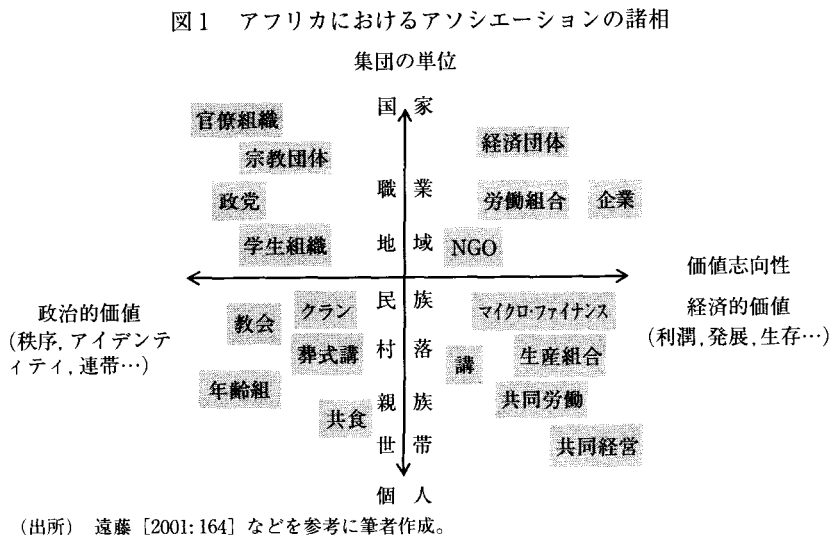 図1 アフリカにおけるアソシエーションの諸相
集団の単位
国家
官僚組織
経済団体
宗教団体
職業
政党
労働組合
企業
学生組織
地域
NGO
価値志向性
政治的価値
(秩序, アイデンテ
ィティ, 連帯…)
経済的価値
(利潤, 発展, 生存…)
民族
クラン
教会
マイクロ・ファイナンス
葬式講
村落
講
生産組合
年齢組
親族
共同労働
共食
世帯
共同経営
個人
(出所) 遠藤[2001:164]などを参考に筆者作成。